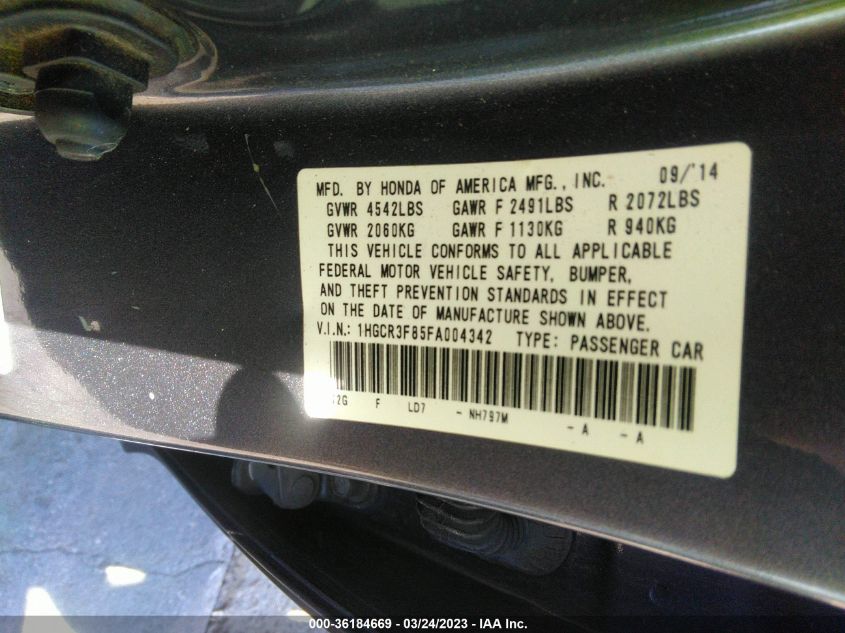 MFD. BY HONDA OF AMERICA MFG., INC. 09/'14
GVWR 4542LBS GAWR F 2491LBS R 2072LBS
GVWR 2060KG GAWR F 1130KG R 940KG
THIS VEHICLE CONFORMS TO ALL APPLICABLE
FEDERAL MOTOR VEHICLE SAFETY, BUMPER,
AND THEFT PREVENTION STANDARDS IN EFFECT
ON THE DATE OF MANUFACTURE SHOWN ABOVE.
V.I.N.: 1HGCR3F85FA004342 TYPE: PASSENGER CAR
F LD7 - NH797M - A - A
000-36184669 - 03/24/2023 - IAA Inc.